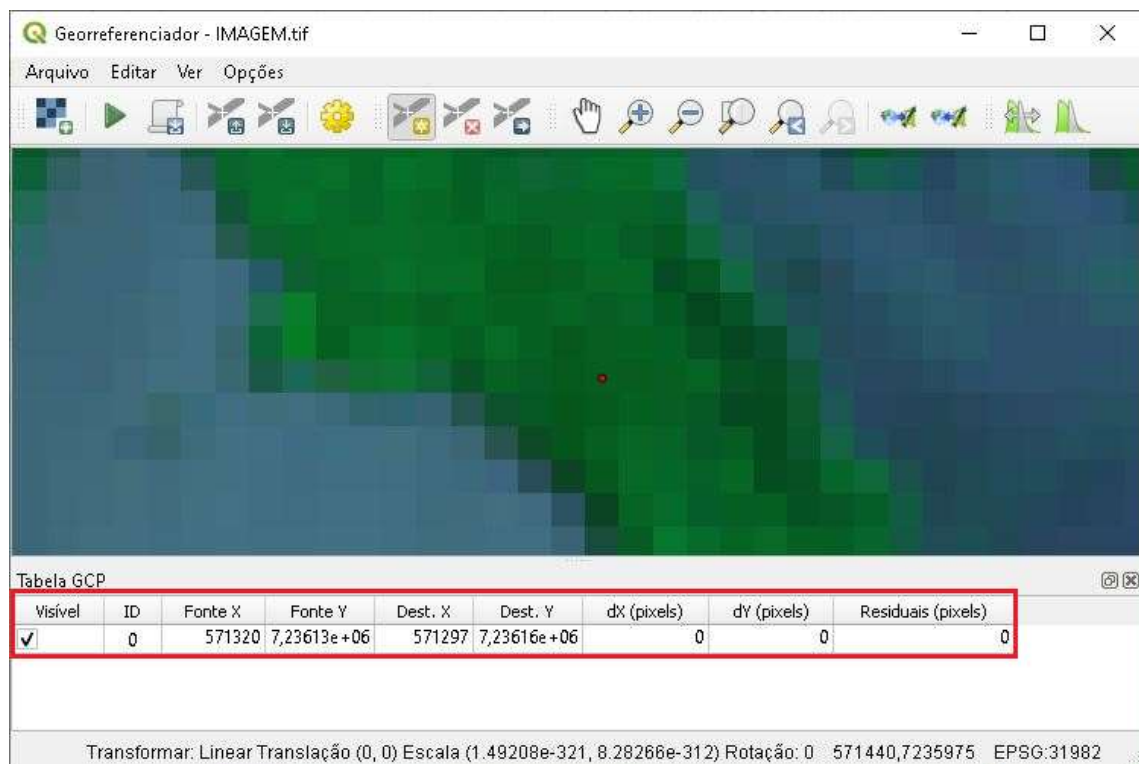 Georreferenciador - IMAGEM.tif
Arquivo Editar Ver Opções
Tabela GCP
Visível ID Fonte X Fonte Y Dest. X Dest. Y dX (pixels) dY (pixels) Residuais (pixels)
0 571320 7,23613e+06 571297 7,23616e+06 0 0 0
Transformar: Linear Translação (0, 0) Escala (1.49208e-321, 8.28266e-312) Rotação: 0 571440,7235975 EPSG:31982